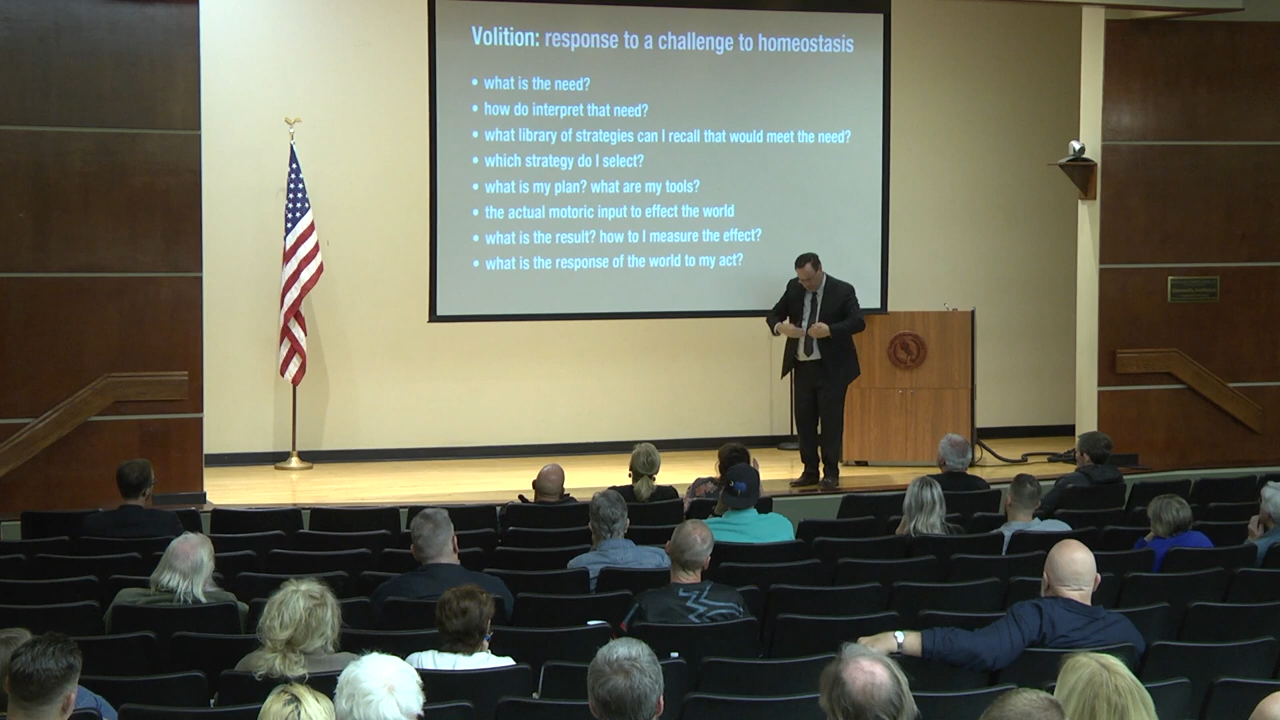 Volition: response to a challenge to homeostasis
• what is the need?
• how do interpret that need?
• what library of strategies can I recall that would meet the need?
• which strategy do I select?
• what is my plan? what are my tools?
• the actual motoric input to effect the world
• what is the result? how to I measure the effect?
• what is the response of the world to my act?